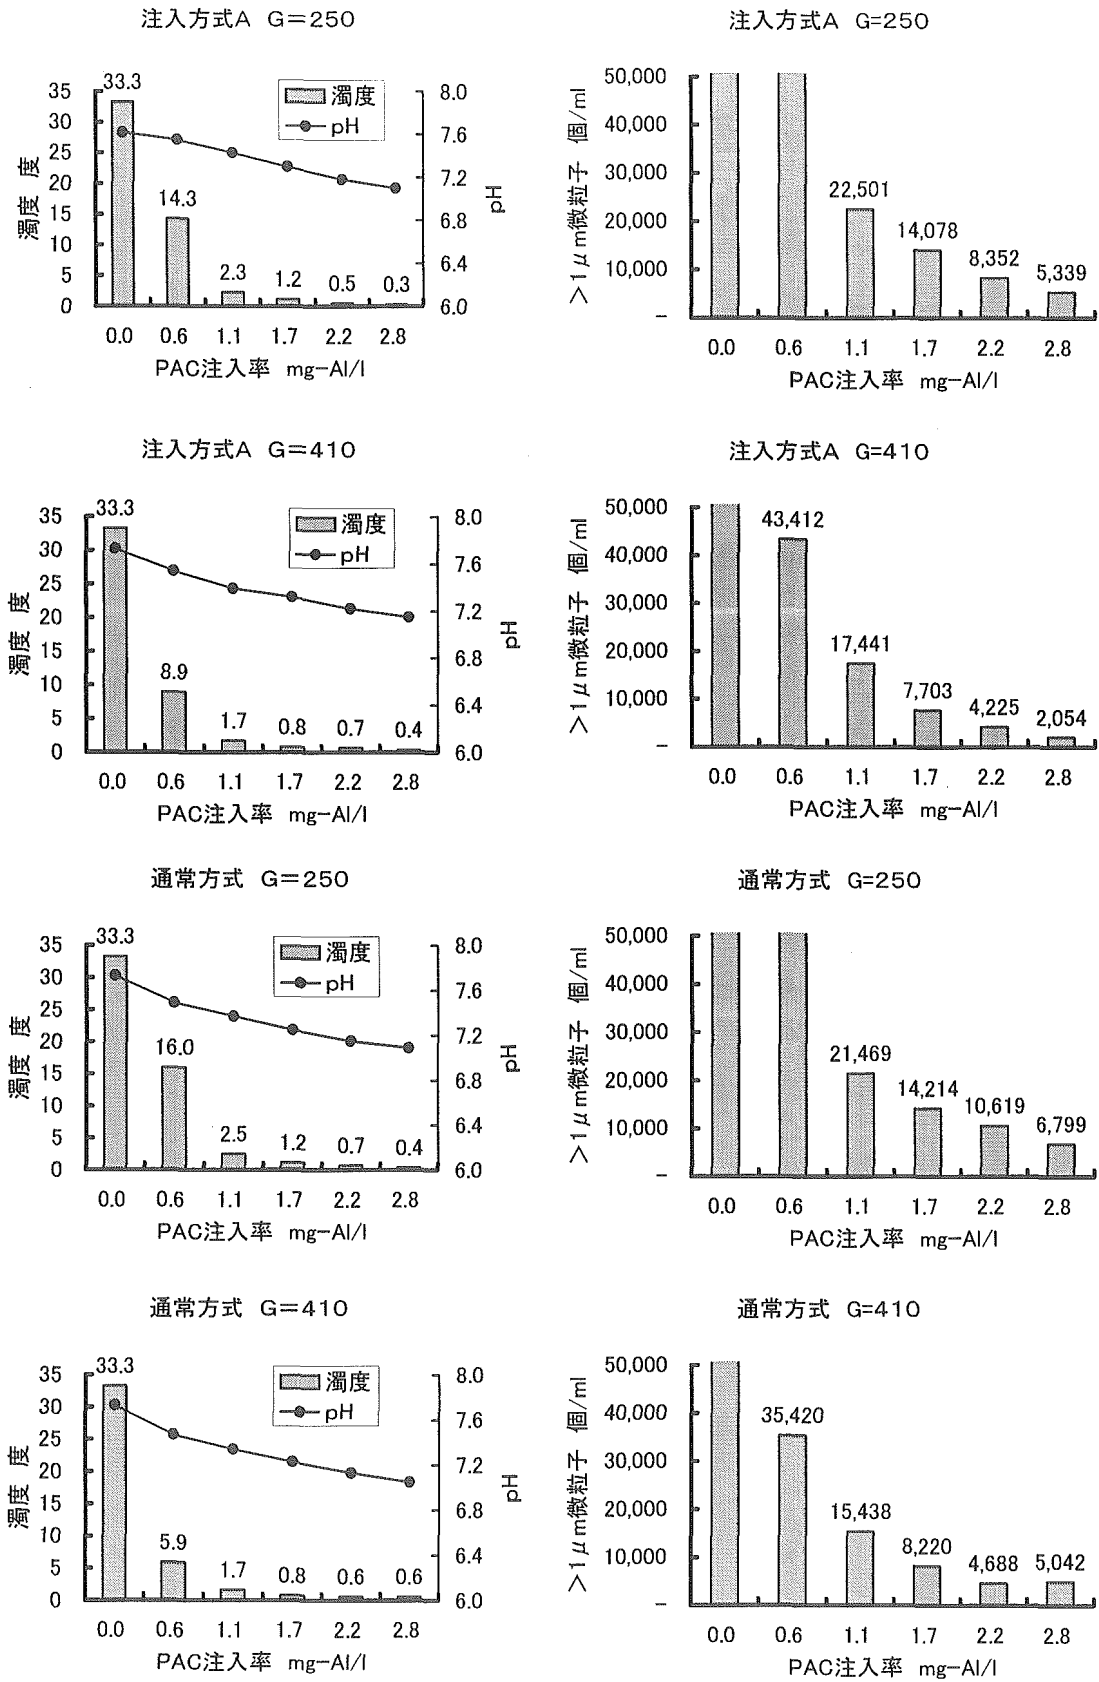 注入方式A G=250
33.3
14.3
2.3
1.2
0.5
0.3
濁度
pH
35
30
25
20
15
10
5
0
8.0
7.6
7.2
6.8
6.4
6.0
濁度 度
pH
0.0 0.6 1.1 1.7 2.2 2.8
PAC注入率 mg-Al/l
注入方式A G=250
50,000
40,000
30,000
20,000
10,000
-
22,501
14,078
8,352
5,339
>1μm微粒子 個/ml
0.0 0.6 1.1 1.7 2.2 2.8
PAC注入率 mg-Al/l
注入方式A G=410
33.3
8.9
1.7
0.8
0.7
0.4
濁度
pH
35
30
25
20
15
10
5
0
8.0
7.6
7.2
6.8
6.4
6.0
濁度 度
pH
0.0 0.6 1.1 1.7 2.2 2.8
PAC注入率 mg-Al/l
注入方式A G=410
50,000
40,000
30,000
20,000
10,000
-
43,412
17,441
7,703
4,225
2,054
>1μm微粒子 個/ml
0.0 0.6 1.1 1.7 2.2 2.8
PAC注入率 mg-Al/l
通常方式 G=250
33.3
16.0
2.5
1.2
0.7
0.4
濁度
pH
35
30
25
20
15
10
5
0
8.0
7.6
7.2
6.8
6.4
6.0
濁度 度
pH
0.0 0.6 1.1 1.7 2.2 2.8
PAC注入率 mg-Al/l
通常方式 G=250
50,000
40,000
30,000
20,000
10,000
-
21,469
14,214
10,619
6,799
>1μm微粒子 個/ml
0.0 0.6 1.1 1.7 2.2 2.8
PAC注入率 mg-Al/l
通常方式 G=410
33.3
5.9
1.7
0.8
0.6
0.6
濁度
pH
35
30
25
20
15
10
5
0
8.0
7.6
7.2
6.8
6.4
6.0
濁度 度
pH
0.0 0.6 1.1 1.7 2.2 2.8
PAC注入率 mg-Al/l
通常方式 G=410
50,000
40,000
30,000
20,000
10,000
-
35,420
15,438
8,220
4,688
5,042
>1μm微粒子 個/ml
0.0 0.6 1.1 1.7 2.2 2.8
PAC注入率 mg-Al/l